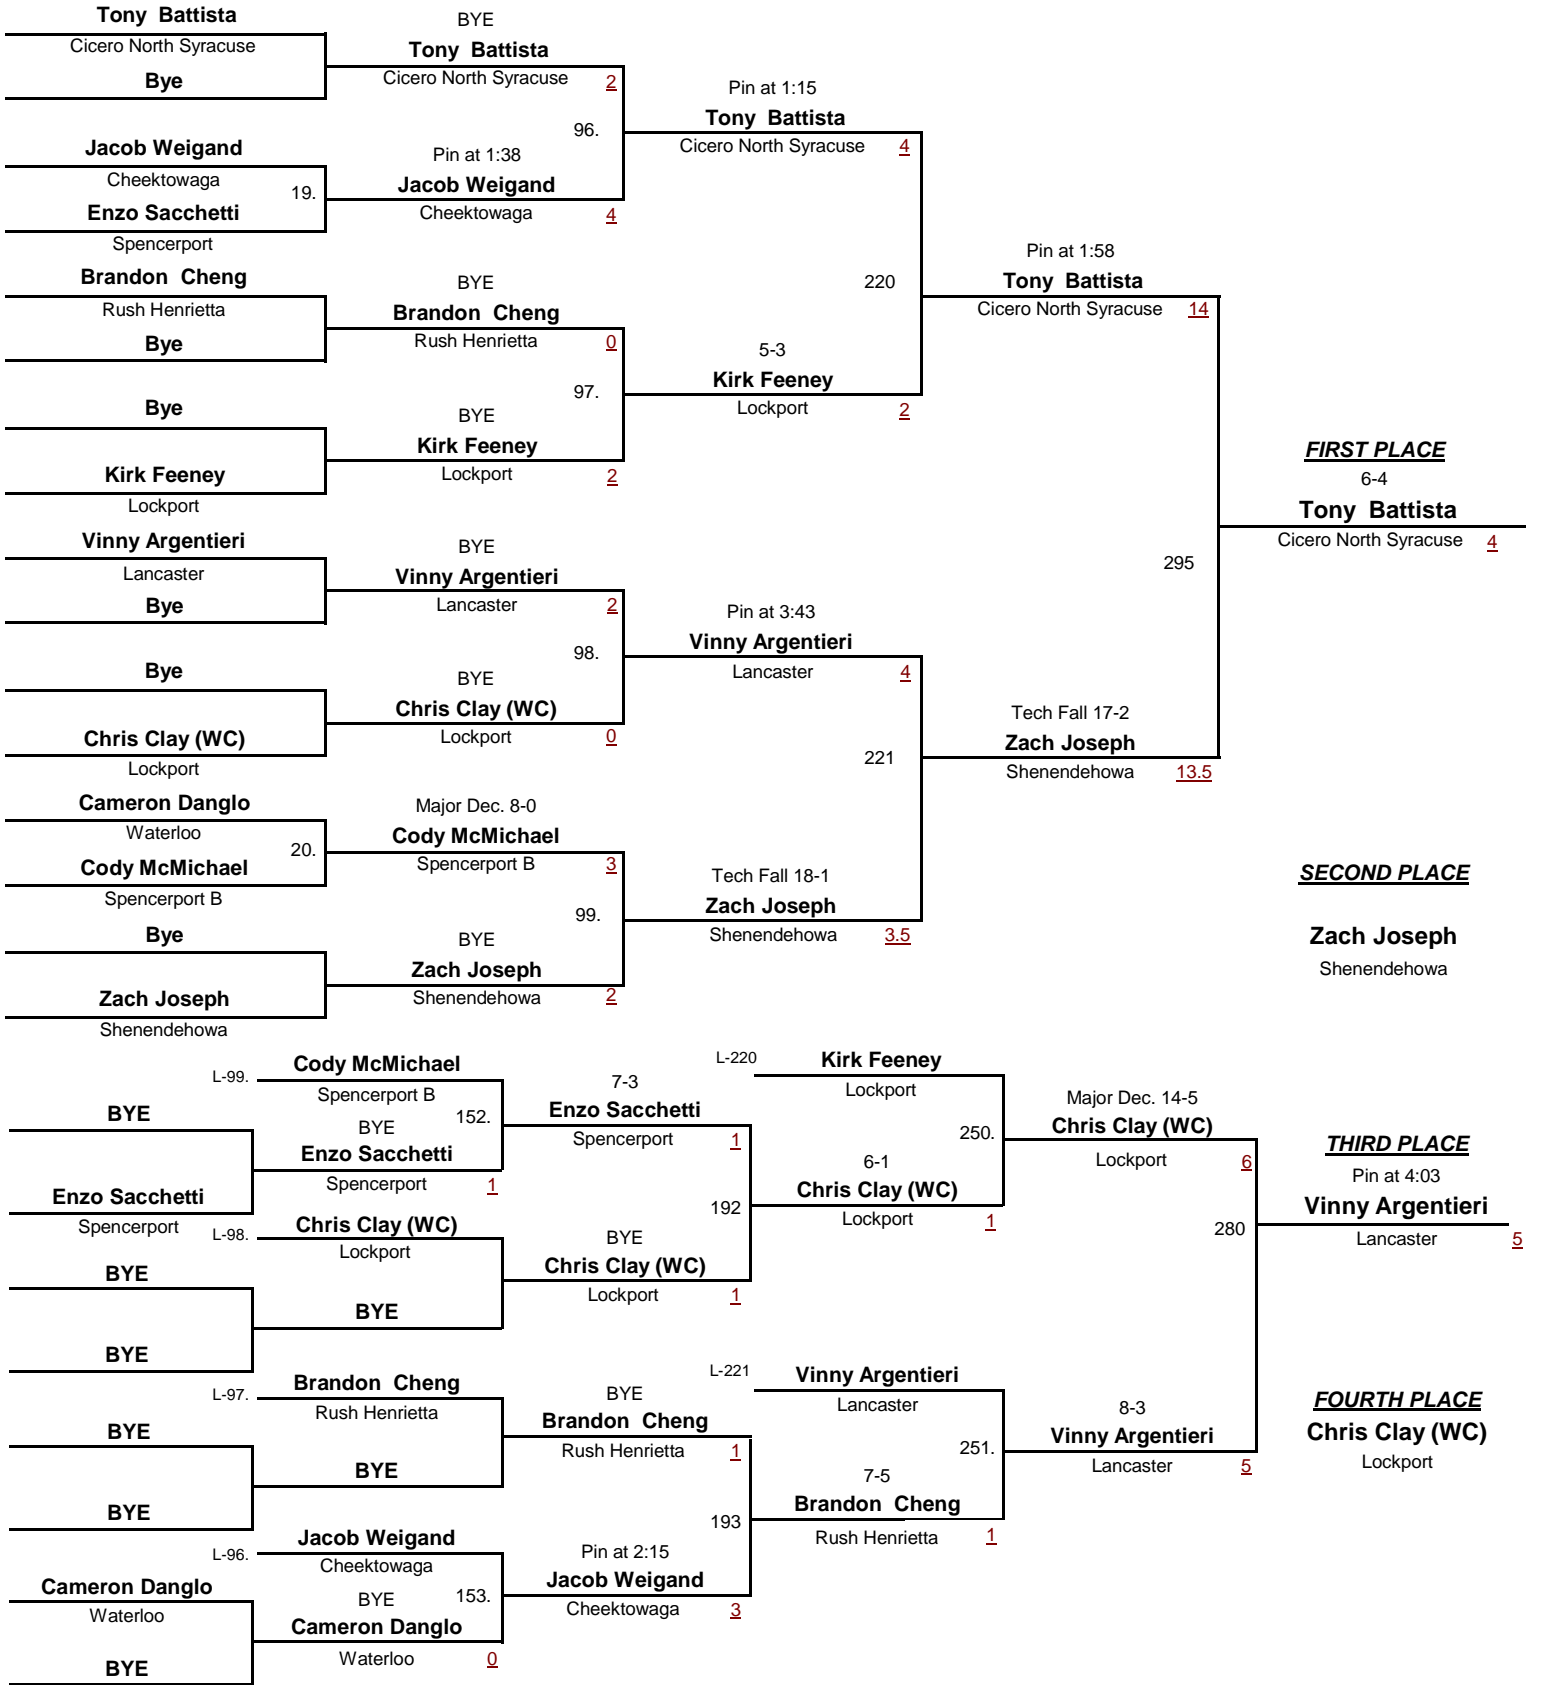 Tony Battista
Cicero North Syracuse
Bye
Jacob Weigand
Cheektowaga
19.
Enzo Sacchetti
Spencerport
Brandon Cheng
Rush Henrietta
Bye
Bye
Kirk Feeney
Lockport
Vinny Argentieri
Lancaster
Bye
Bye
Chris Clay (WC)
Lockport
Cameron Danglo
Waterloo
20.
Cody McMichael
Spencerport B
Bye
Zach Joseph
Shenendehowa
BYE
Tony Battista
Cicero North Syracuse 2
96.
Pin at 1:38
Jacob Weigand
Cheektowaga 4
BYE
Brandon Cheng
Rush Henrietta 0
97.
BYE
Kirk Feeney
Lockport 2
BYE
Vinny Argentieri
Lancaster 2
98.
BYE
Chris Clay (WC)
Lockport 0
Major Dec. 8-0
Cody McMichael
Spencerport B 3
99.
BYE
Zach Joseph
Shenendehowa 2
Pin at 1:15
Tony Battista
Cicero North Syracuse 4
220
5-3
Kirk Feeney
Lockport 2
Pin at 3:43
Vinny Argentieri
Lancaster 4
221
Tech Fall 18-1
Zach Joseph
Shenendehowa 3.5
Pin at 1:58
Tony Battista
Cicero North Syracuse 14
295
Tech Fall 17-2
Zach Joseph
Shenendehowa 13.5
FIRST PLACE
6-4
Tony Battista
Cicero North Syracuse 4
SECOND PLACE
Zach Joseph
Shenendehowa
BYE
Enzo Sacchetti
Spencerport
BYE
BYE
BYE
BYE
Cameron Danglo
Waterloo
BYE
L-99.
Cody McMichael
Spencerport B
152.
BYE
Enzo Sacchetti
Spencerport 1
L-98.
Chris Clay (WC)
Lockport
BYE
L-97.
Brandon Cheng
Rush Henrietta
BYE
L-96.
Jacob Weigand
Cheektowaga
153.
BYE
Cameron Danglo
Waterloo 0
7-3
Enzo Sacchetti
Spencerport 1
192
BYE
Chris Clay (WC)
Lockport 1
BYE
Brandon Cheng
Rush Henrietta 1
193
Pin at 2:15
Jacob Weigand
Cheektowaga 3
L-220
Kirk Feeney
Lockport
250.
6-1
Chris Clay (WC)
Lockport 1
L-221
Vinny Argentieri
Lancaster
251.
7-5
Brandon Cheng
Rush Henrietta 1
Major Dec. 14-5
Chris Clay (WC)
Lockport 6
280
8-3
Vinny Argentieri
Lancaster 5
THIRD PLACE
Pin at 4:03
Vinny Argentieri
Lancaster 5
FOURTH PLACE
Chris Clay (WC)
Lockport